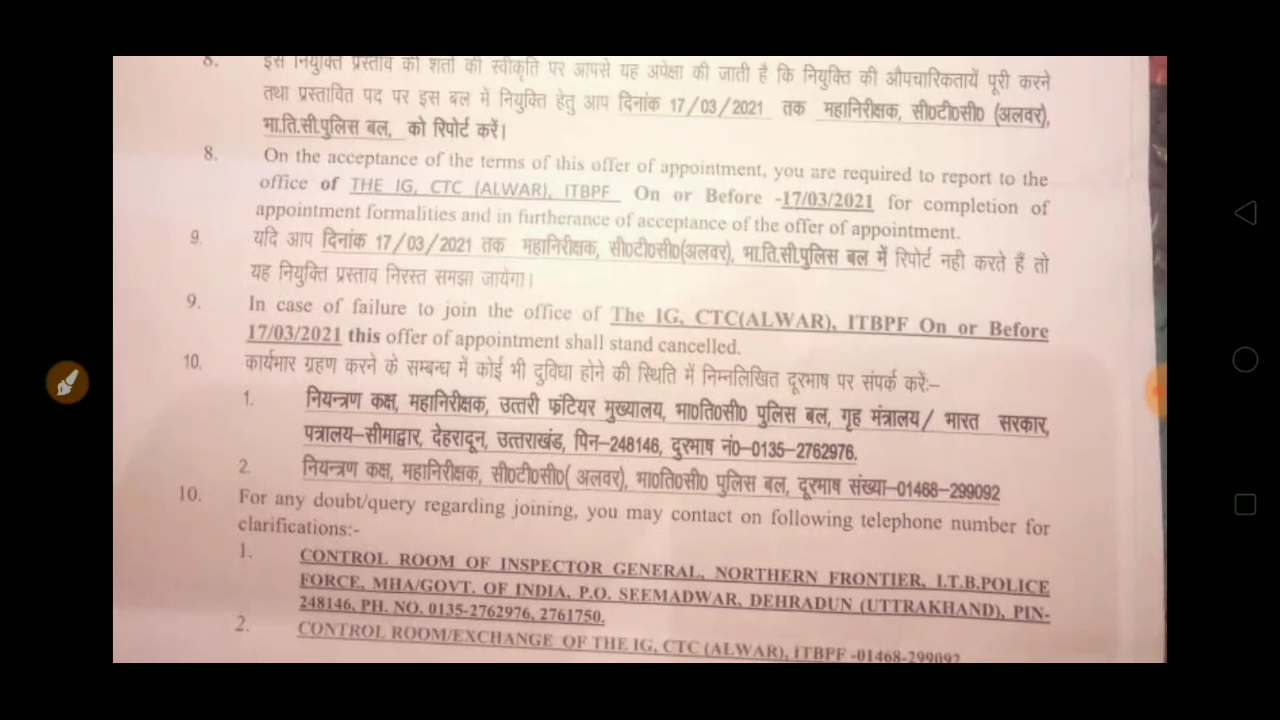 8. इस नियुक्ति प्रस्ताव की शर्तो की स्वीकृति पर आपसे यह अपेक्षा की जाती है कि नियुक्ति की औपचारिकतायें पूरी करने
तथा प्रस्तावित पद पर इस बल में नियुक्ति हेतु आप दिनांक 17/03/2021 तक महानिरीक्षक, सी0टी0सी0 (अलवर),
भा.ति.सी.पुलिस बल, को रिपोर्ट करें।
8. On the acceptance of the terms of this offer of appointment, you are required to report to the
office of THE IG, CTC (ALWAR), ITBPF On or Before -17/03/2021 for completion of
appointment formalities and in furtherance of acceptance of the offer of appointment.
9. यदि आप दिनांक 17/03/2021 तक महानिरीक्षक, सी0टी0सी0(अलवर), भा.ति.सी.पुलिस बल में रिपोर्ट नही करते हैं तो
यह नियुक्ति प्रस्ताव निरस्त समझा जायेगा।
9. In case of failure to join the office of The IG, CTC(ALWAR), ITBPF On or Before
17/03/2021 this offer of appointment shall stand cancelled.
10. कार्यभार ग्रहण करने के सम्बन्ध में कोई भी दुविधा होने की स्थिति में निम्नलिखित दूरभाष पर संपर्क करेंः–
1. नियन्त्रण कक्ष, महानिरीक्षक, उत्तरी फ्रंटियर मुख्यालय, भा0ति0सी0 पुलिस बल, गृह मंत्रालय/ भारत सरकार,
पत्रालय–सीमाद्वार, देहरादून, उत्तराखंड, पिन–248146, दुरभाष नं0–0135–2762976.
2. नियन्त्रण कक्ष, महानिरीक्षक, सी0टी0सी0( अलवर), भा0ति0सी0 पुलिस बल, दूरभाष संख्या–01468–299092
10. For any doubt/query regarding joining, you may contact on following telephone number for
clarifications:-
1. CONTROL ROOM OF INSPECTOR GENERAL, NORTHERN FRONTIER, I.T.B.POLICE
FORCE, MHA/GOVT. OF INDIA, P.O. SEEMADWAR, DEHRADUN (UTTRAKHAND), PIN-
248146, PH. NO. 0135-2762976, 2761750.
2. CONTROL ROOM/EXCHANGE OF THE IG, CTC (ALWAR), ITBPF -01468-299092